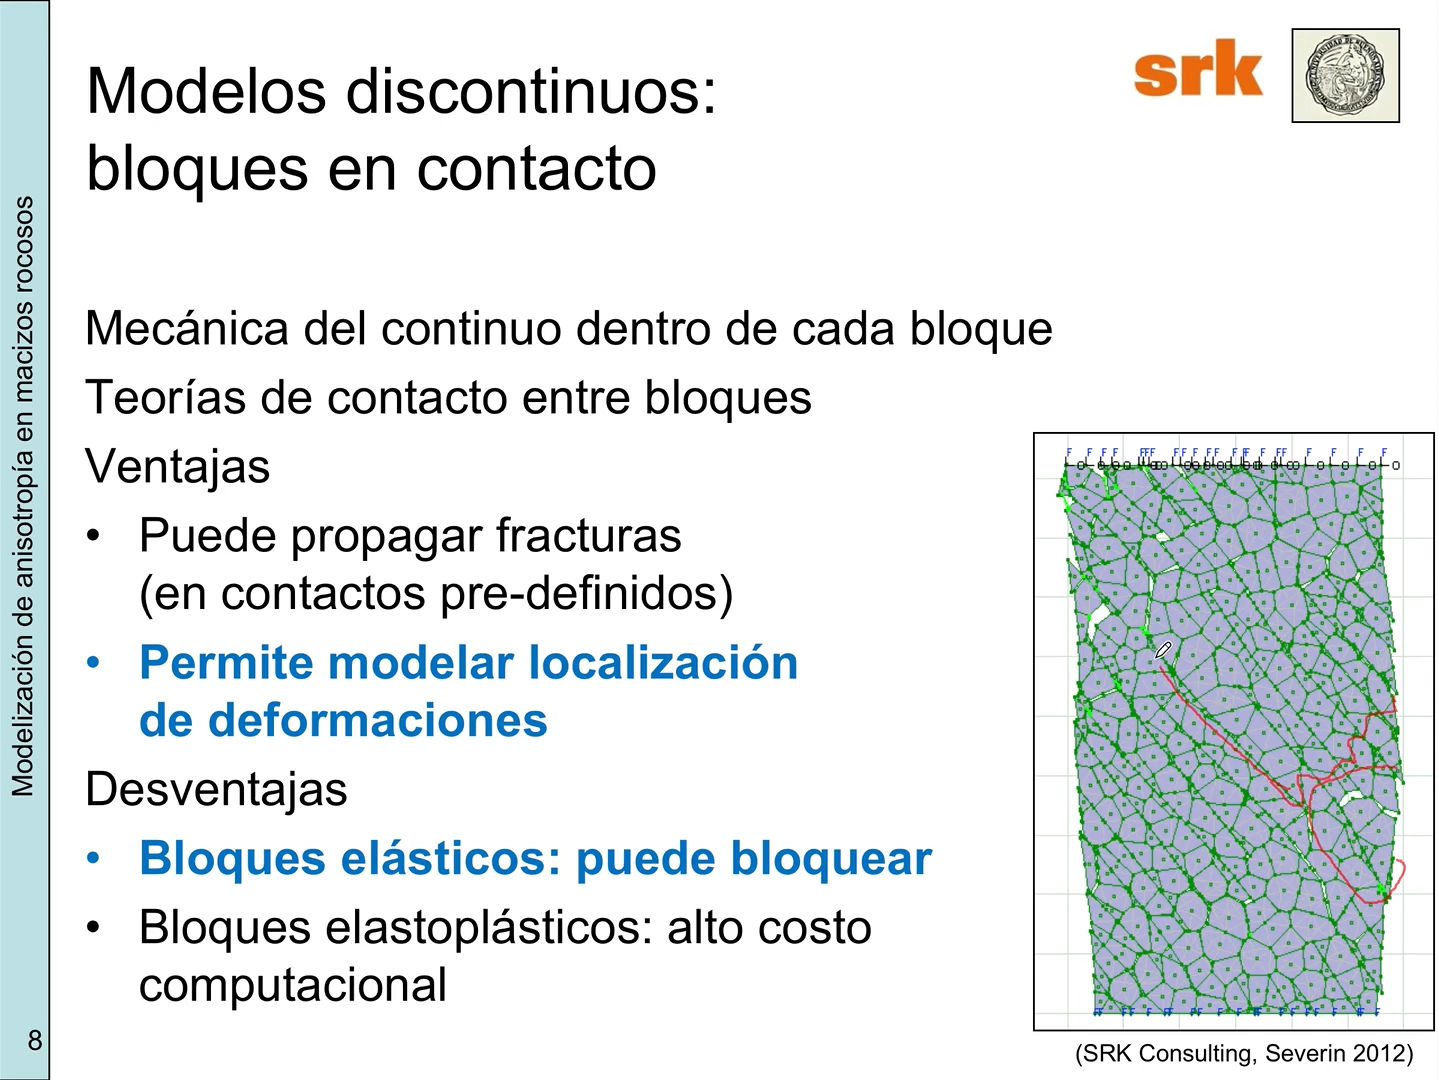 Modelos discontinuos:
bloques en contacto
srk
Mecánica del continuo dentro de cada bloque
Teorías de contacto entre bloques
Ventajas
• Puede propagar fracturas
(en contactos pre-definidos)
• Permite modelar localización
de deformaciones
Desventajas
• Bloques elásticos: puede bloquear
• Bloques elastoplásticos: alto costo
computacional
(SRK Consulting, Severin 2012)
Modelización de anisotropía en macizos rocosos
8